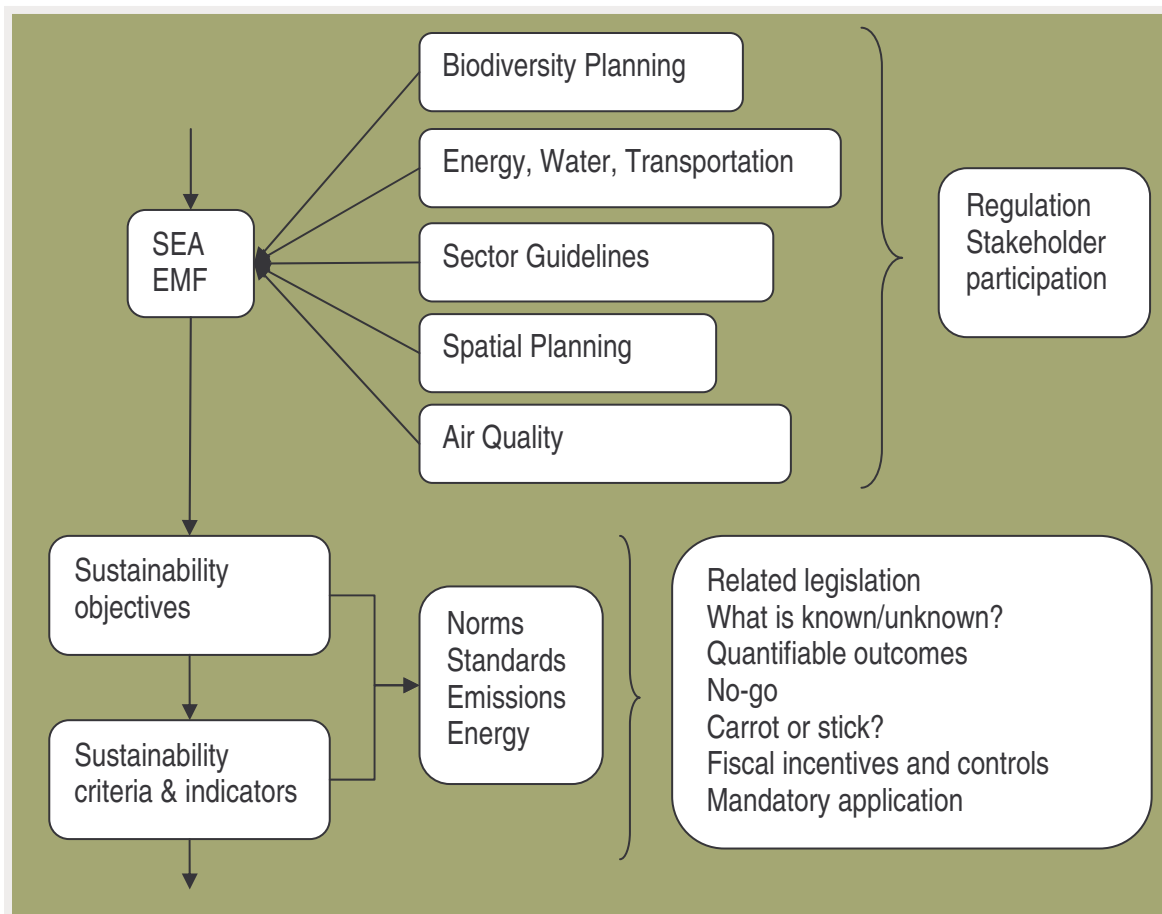 Biodiversity Planning
Energy, Water, Transportation
SEA
EMF
Sector Guidelines
Spatial Planning
Air Quality
Regulation
Stakeholder
participation
Sustainability
objectives
Sustainability
criteria & indicators
Norms
Standards
Emissions
Energy
Related legislation
What is known/unknown?
Quantifiable outcomes
No-go
Carrot or stick?
Fiscal incentives and controls
Mandatory application